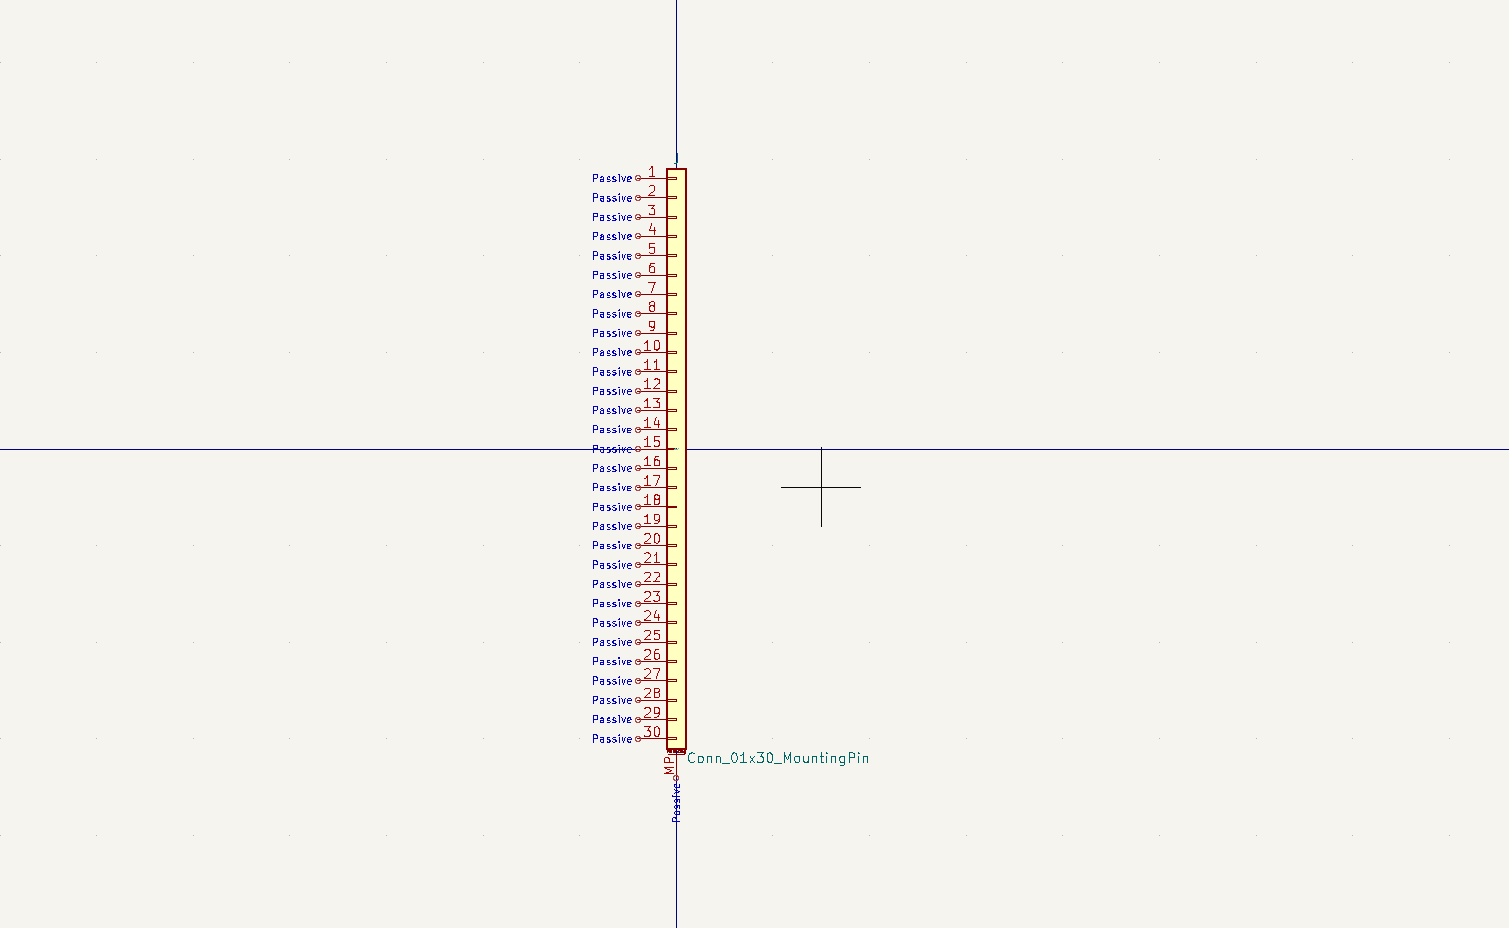 J
Passive 1
Passive 2
Passive 3
Passive 4
Passive 5
Passive 6
Passive 7
Passive 8
Passive 9
Passive 10
Passive 11
Passive 12
Passive 13
Passive 14
Passive 15
Passive 16
Passive 17
Passive 18
Passive 19
Passive 20
Passive 21
Passive 22
Passive 23
Passive 24
Passive 25
Passive 26
Passive 27
Passive 28
Passive 29
Passive 30
MP Conn_01x30_MountingPin
Passive